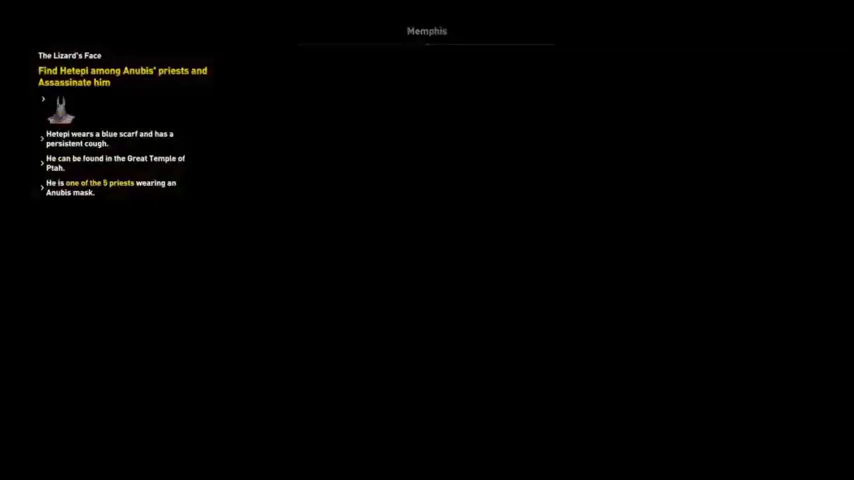 Memphis
The Lizard's Face
Find Hetepi among Anubis' priests and
Assassinate him
Hetepi wears a blue scarf and has a
persistent cough.
He can be found in the Great Temple of
Ptah.
He is one of the 5 priests wearing an
Anubis mask.